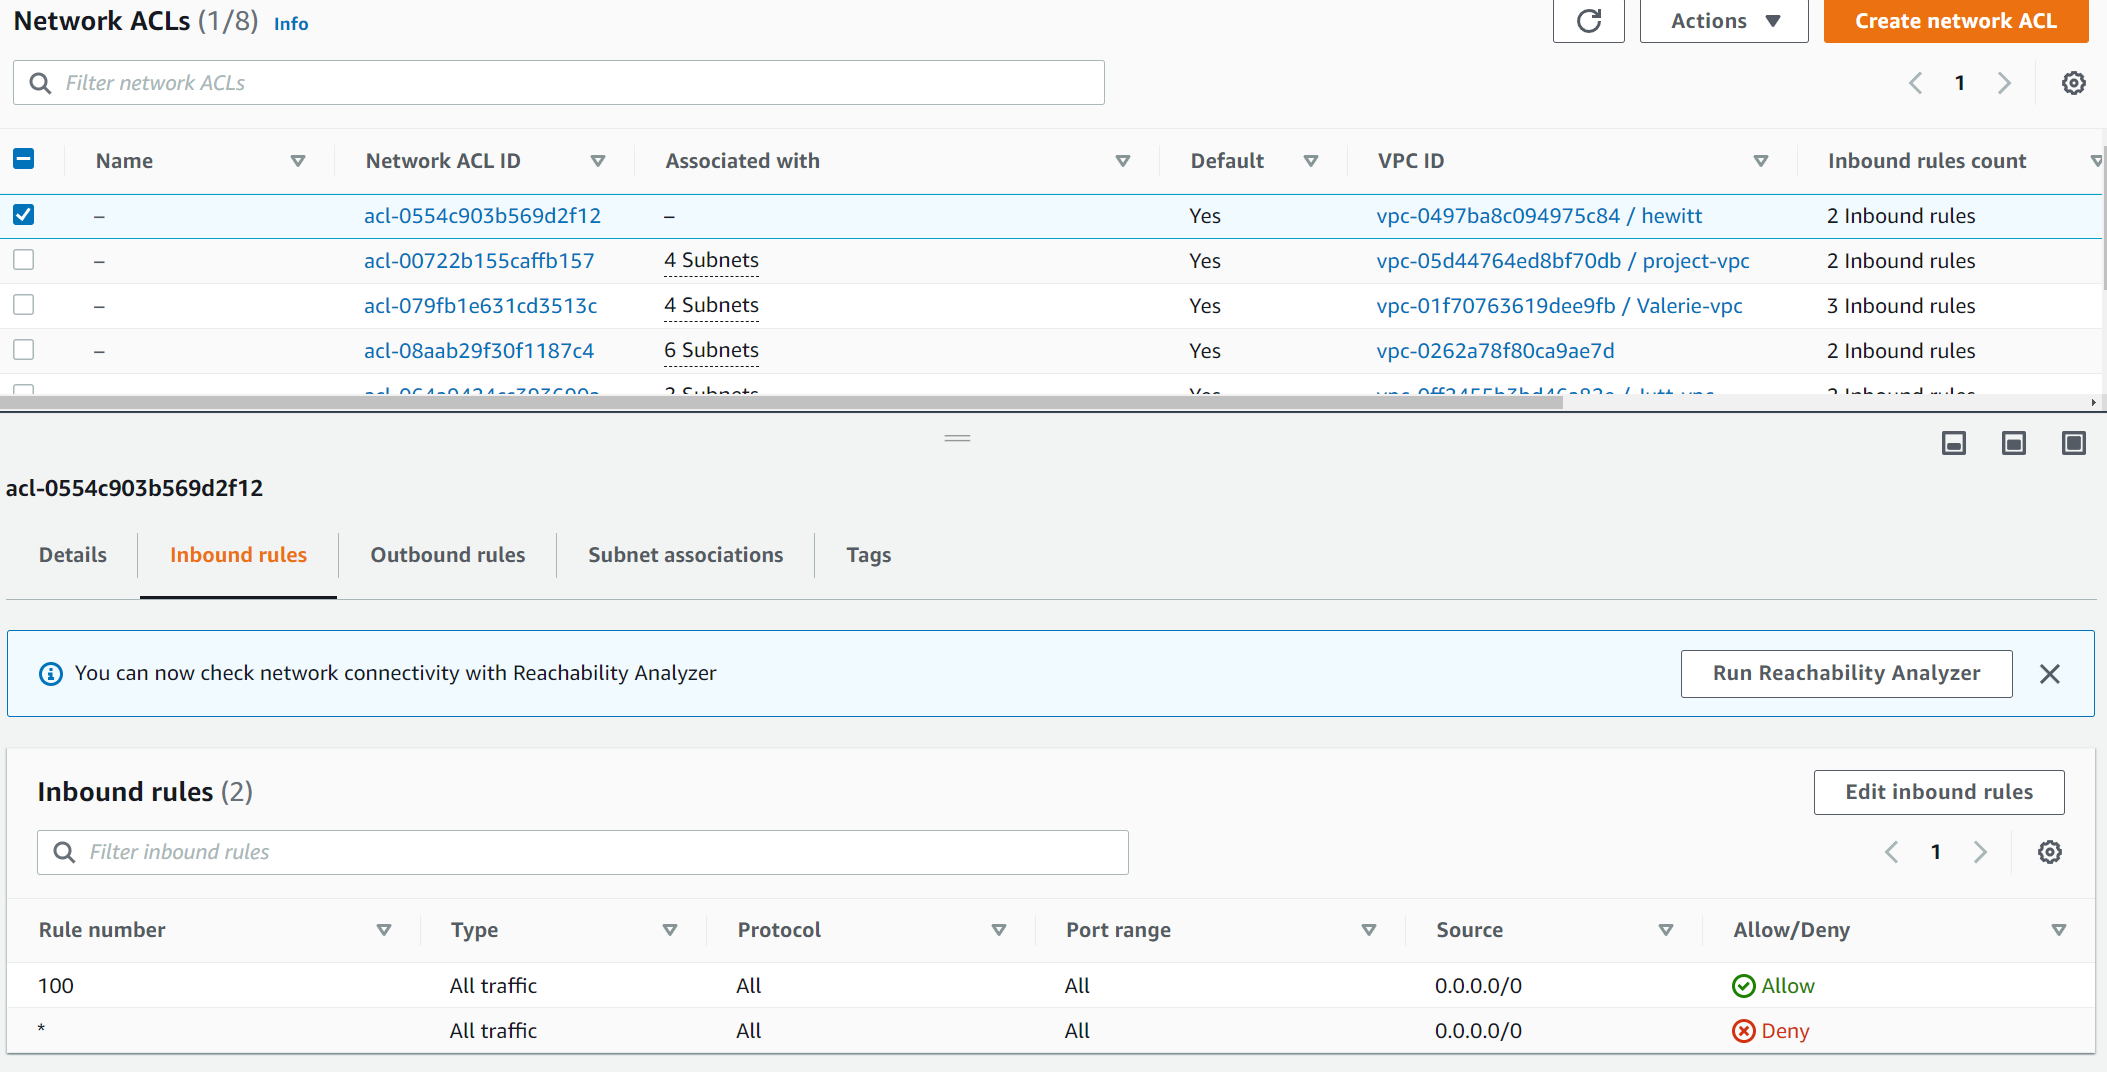 Network ACLs (1/8) Info
Actions
Create network ACL
Filter network ACLs
1
Name Network ACL ID Associated with Default VPC ID Inbound rules count
– acl-0554c903b569d2f12 – Yes vpc-0497ba8c094975c84 / hewitt 2 Inbound rules
– acl-00722b155caffb157 4 Subnets Yes vpc-05d44764ed8bf70db / project-vpc 2 Inbound rules
– acl-079fb1e631cd3513c 4 Subnets Yes vpc-01f70763619dee9fb / Valerie-vpc 3 Inbound rules
– acl-08aab29f30f1187c4 6 Subnets Yes vpc-0262a78f80ca9ae7d 2 Inbound rules
Subnets Yes Inbound rules
acl-0554c903b569d2f12
Details Inbound rules Outbound rules Subnet associations Tags
You can now check network connectivity with Reachability Analyzer
Run Reachability Analyzer
Inbound rules (2)
Edit inbound rules
Filter inbound rules
1
Rule number Type Protocol Port range Source Allow/Deny
100 All traffic All All 0.0.0.0/0 Allow
* All traffic All All 0.0.0.0/0 Deny